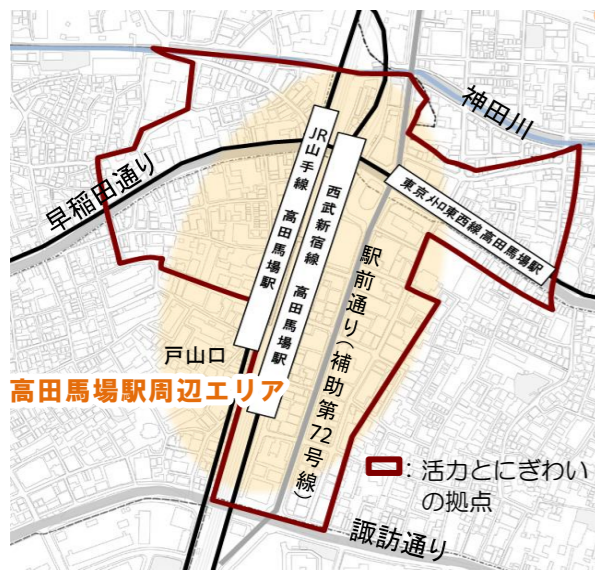 神田川
早稲田通り
JR山手線 高田馬場駅
西武新宿線 高田馬場駅
東京メトロ東西線高田馬場駅
駅前通り(補助第72号線)
戸山口
高田馬場駅周辺エリア
:活力とにぎわい
の拠点
諏訪通り